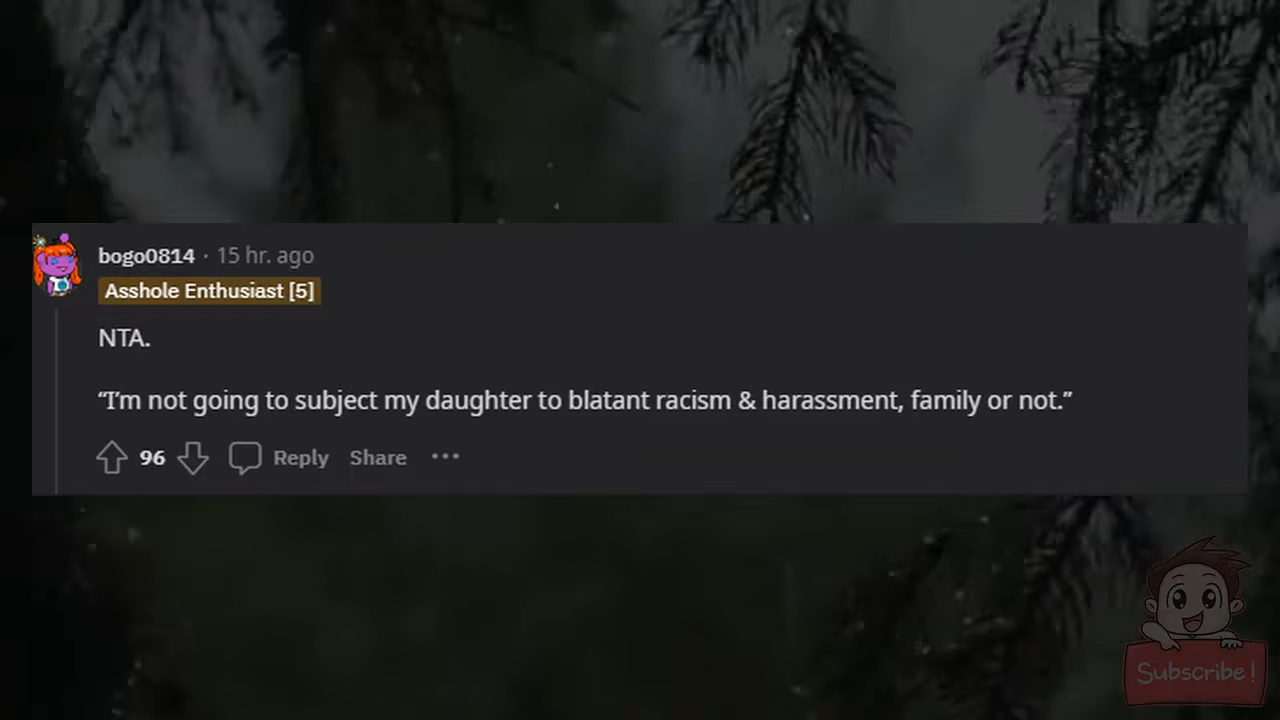 bogo0814 · 15 hr. ago
Asshole Enthusiast [5]
NTA.
“I’m not going to subject my daughter to blatant racism & harassment, family or not.”
96 Reply Share •••
Subscribe!